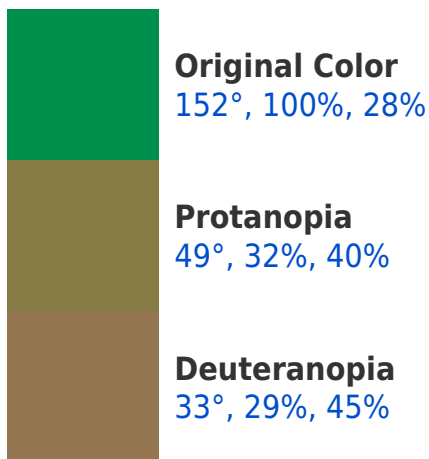 Original Color
152°, 100%, 28%
Protanopia
49°, 32%, 40%
Deuteranopia
33°, 29%, 45%